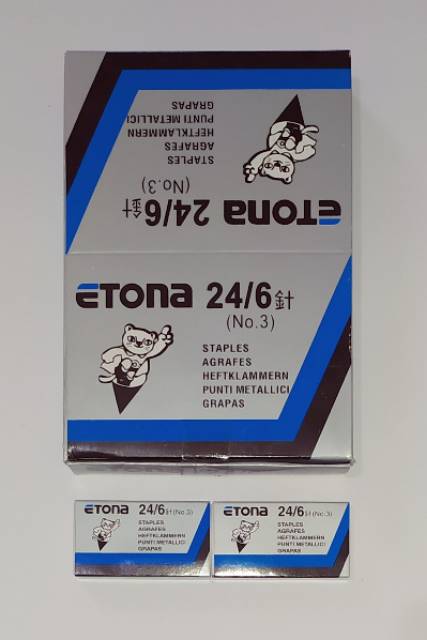 GRAPAS
PUNTI METALLICI
HEFTKLAMMERN
AGRAFES
STAPLES
(No.3)
ETONA 24/6 針
ETONA 24/6 針
(No.3)
STAPLES
AGRAFES
HEFTKLAMMERN
PUNTI METALLICI
GRAPAS
ETONA 24/6 針 (No.3)
STAPLES
AGRAFES
HEFTKLAMMERN
PUNTI METALLICI
GRAPAS
ETONA 24/6 針 (No.3)
STAPLES
AGRAFES
HEFTKLAMMERN
PUNTI METALLICI
GRAPAS